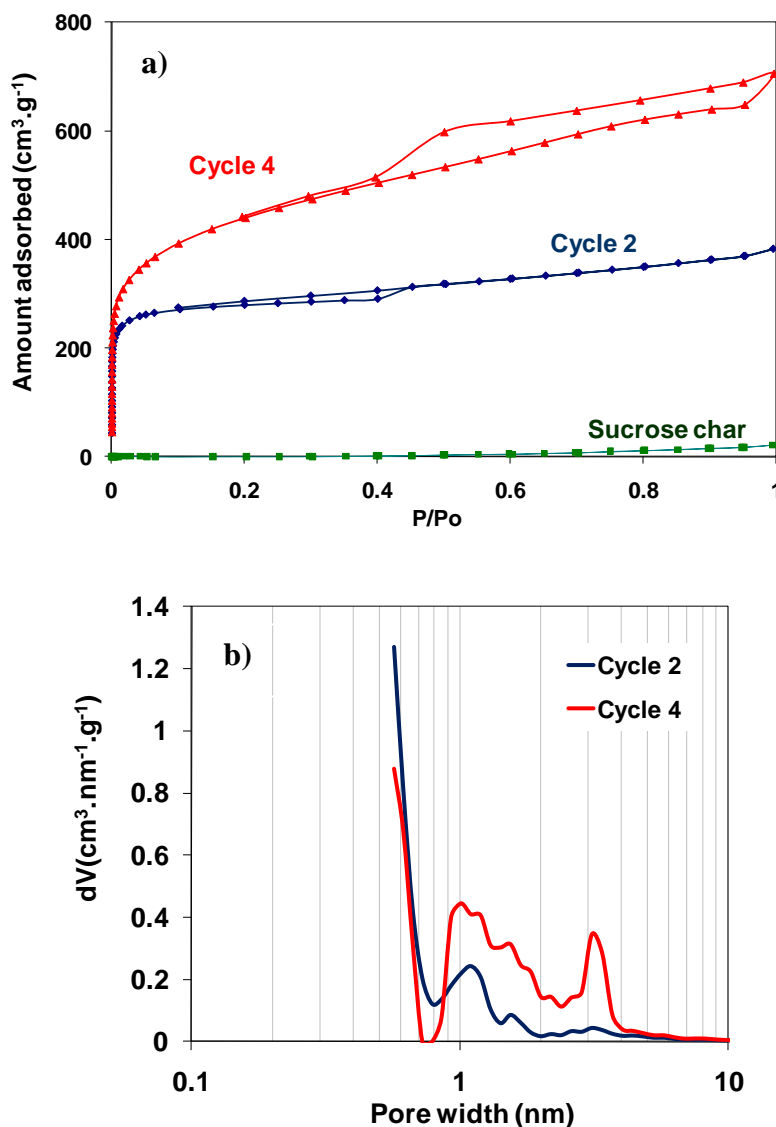 a)
Amount adsorbed (cm³.g⁻¹)
800
600
400
200
0
Cycle 4
Cycle 2
Sucrose char
0
0.2
0.4
0.6
0.8
1
P/Po
b)
dV(cm³.nm⁻¹.g⁻¹)
1.4
1.2
1
0.8
0.6
0.4
0.2
0
Cycle 2
Cycle 4
0.1
1
10
Pore width (nm)